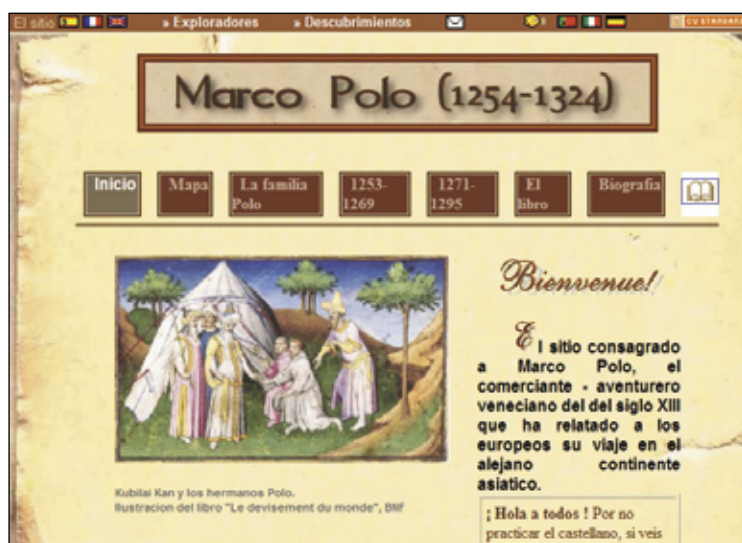 El sitio » Exploradores » Descubrimientos CV STANDARD
Marco Polo (1254-1324)
Inicio Mapa La familia Polo 1253-1269 1271-1295 El libro Biografia
Bienvenue!
El sitio consagrado
a Marco Polo, el
comerciante - aventurero
veneciano del del siglo XIII
que ha relatado a los
europeos su viaje en el
alejano continente
asiatico.
Kubilai Kan y los hermanos Polo.
Ilustracion del libro "Le devisement du monde", BNF
¡ Hola a todos ! Por no
practicar el castellano, si veis